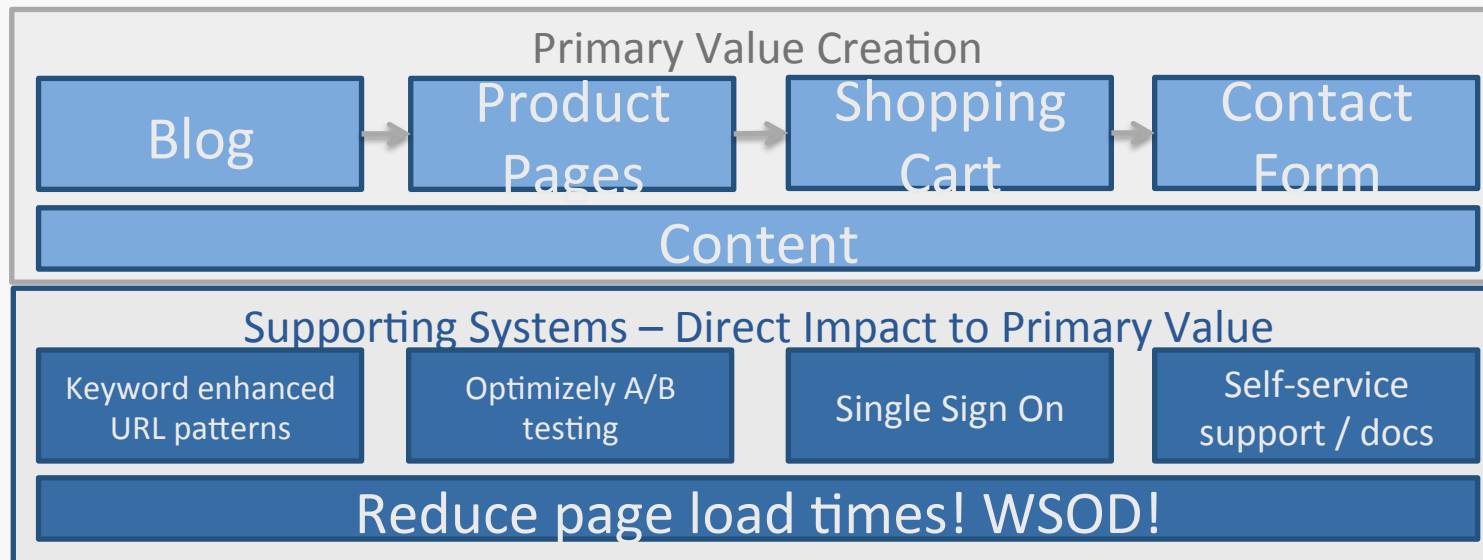 Primary Value Creation
Blog
Product
Pages
Shopping
Cart
Contact
Form
Content
Supporting Systems – Direct Impact to Primary Value
Keyword enhanced
URL patterns
Optimizely A/B
testing
Single Sign On
Self-service
support / docs
Reduce page load times! WSOD!